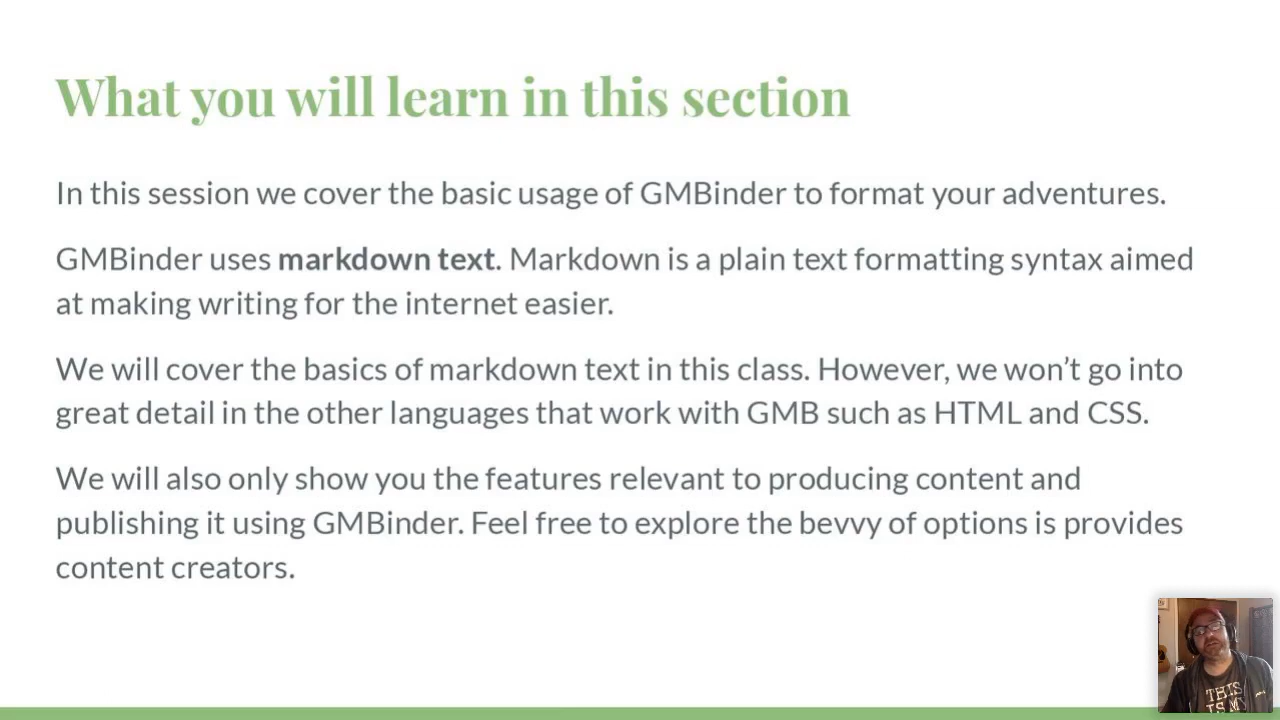 What you will learn in this section
In this session we cover the basic usage of GMBinder to format your adventures.
GMBinder uses markdown text. Markdown is a plain text formatting syntax aimed
at making writing for the internet easier.
We will cover the basics of markdown text in this class. However, we won’t go into
great detail in the other languages that work with GMB such as HTML and CSS.
We will also only show you the features relevant to producing content and
publishing it using GMBinder. Feel free to explore the bevvy of options is provides
content creators.
THIS
IS MY